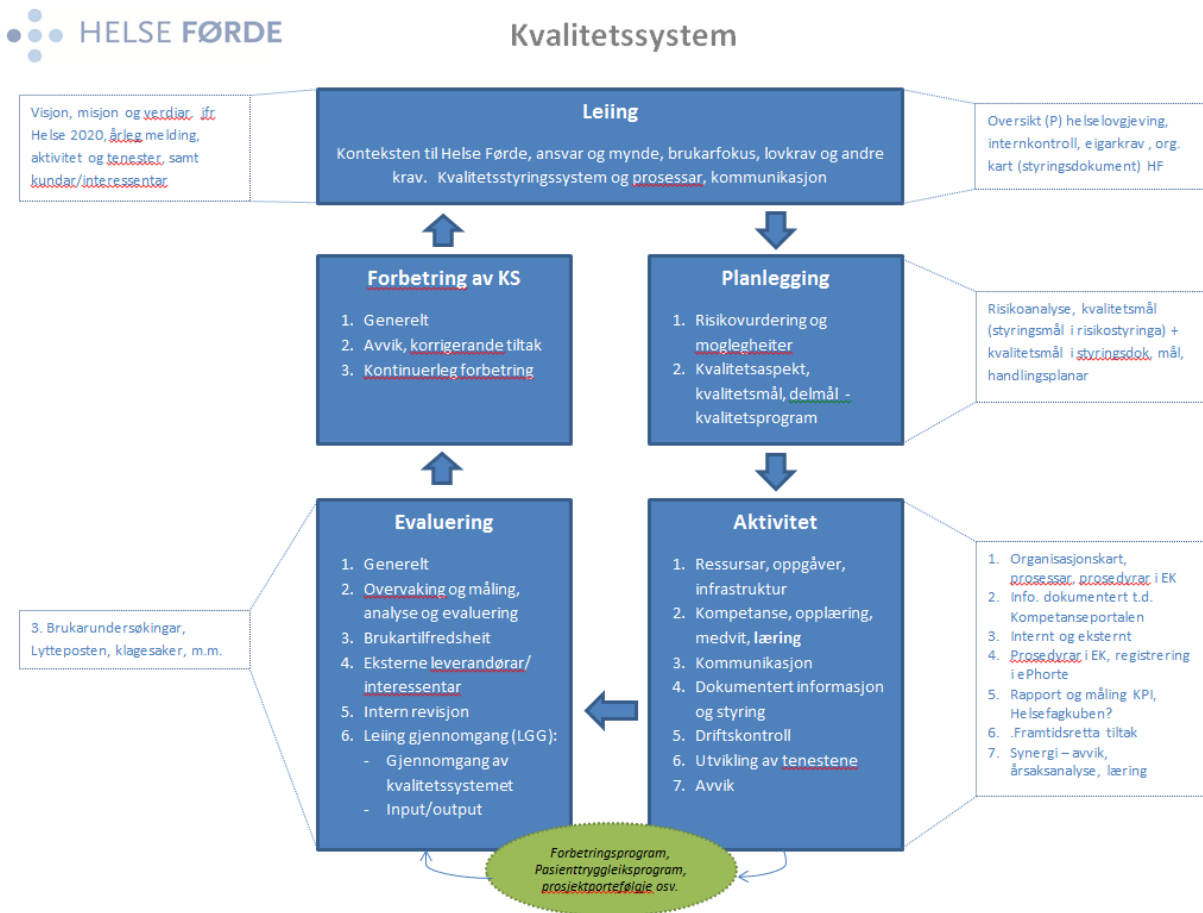 HELSE FØRDE
Kvalitetssystem
Visjon, misjon og verdiar. jfr
Helse 2020, årleg melding,
aktivitet og tenester, samt
kundar/interessentar
Leiing
Konteksten til Helse Førde, ansvar og mynde, brukarfokus, lovkrav og andre
krav. Kvalitetsstyringssystem og prosessar, kommunikasjon
Oversikt (P) helselovgjeving,
internkontroll, eigarkrav , org.
kart (styringsdokument) HF
Forbetring av KS
1. Generelt
2. Avvik, korrigerande tiltak
3. Kontinuerleg forbetring
Planlegging
1. Risikovurdering og
moglegheiter
2. Kvalitetsaspekt,
kvalitetsmål, delmål -
kvalitetsprogram
Risikoanalyse, kvalitetsmål
(styringsmål i risikostyringa) +
kvalitetsmål i styringsdok, mål,
handlingsplanar
3. Brukarundersøkingar,
Lytteposten, klagesaker, m.m.
Evaluering
1. Generelt
2. Overvaking og måling,
analyse og evaluering
3. Brukartilfredsheit
4. Eksterne leverandørar/
interessentar
5. Intern revisjon
6. Leiing gjennomgang (LGG):
- Gjennomgang av
kvalitetssystemet
- Input/output
Aktivitet
1. Ressursar, oppgåver,
infrastruktur
2. Kompetanse, opplæring,
medvit, læring
3. Kommunikasjon
4. Dokumentert informasjon
og styring
5. Driftskontroll
6. Utvikling av tenestene
7. Avvik
1. Organisasjonskart,
prosessar, prosedyrar i EK
2. Info. dokumentert t.d.
Kompetanseportalen
3. Internt og eksternt
4. Prosedyrar i EK, registrering
i ePhorte
5. Rapport og måling KPI,
Helsefagkuben?
6. .Framtidsretta tiltak
7. Synergi – avvik,
årsaksanalyse, læring
Forbetringsprogram,
Pasienttryggleiksprogram,
prosjektportefølgje osv.